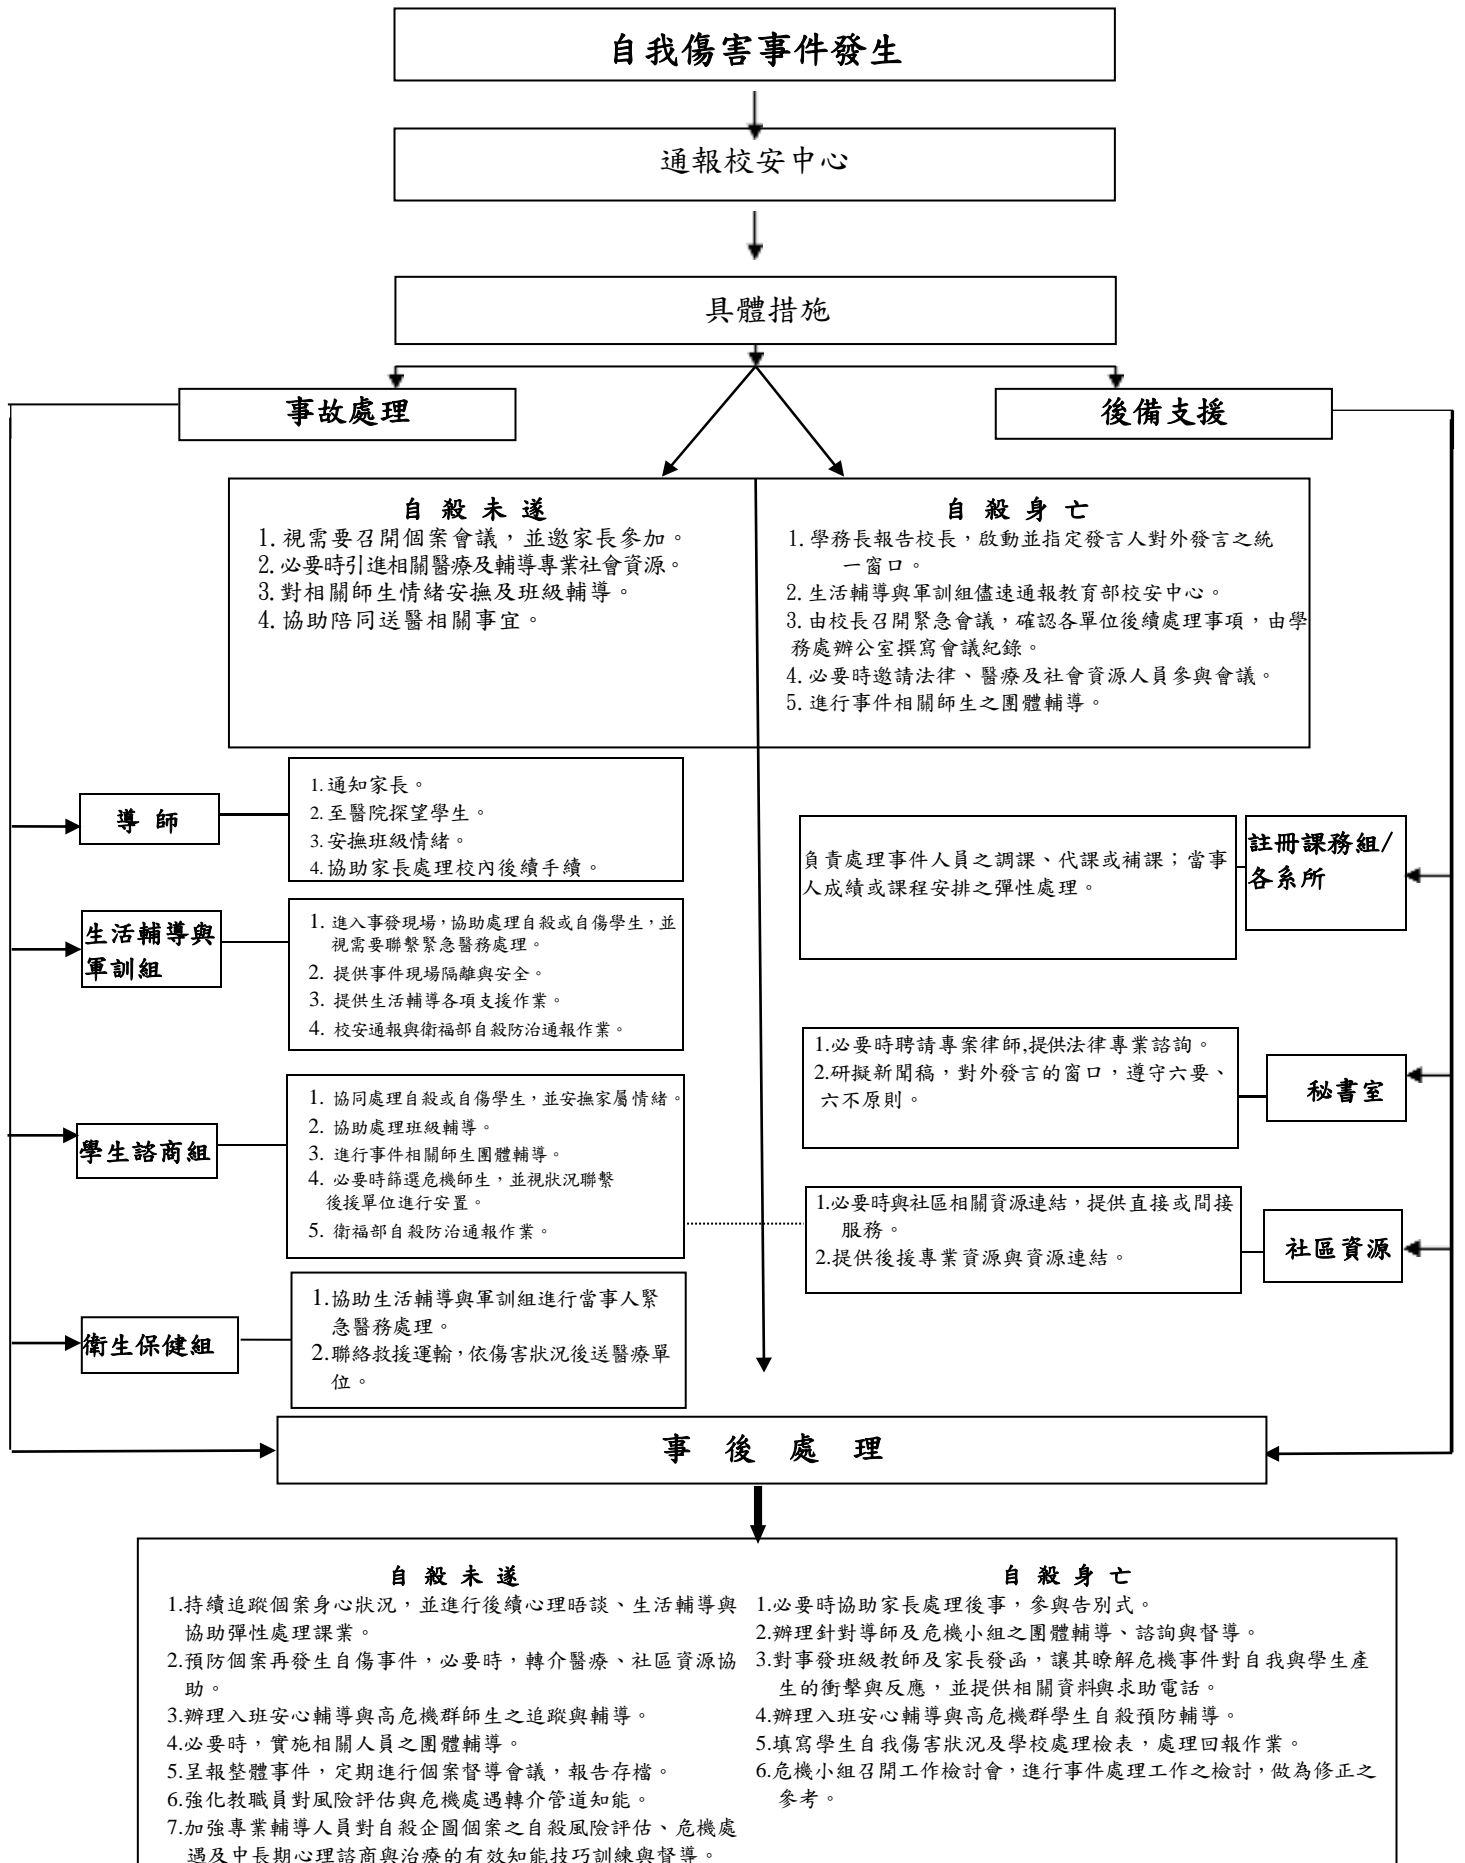 自我傷害事件發生
通報校安中心
具體措施
事故處理
後備支援
自 殺 未 遂
1. 視需要召開個案會議，並邀家長參加。
2. 必要時引進相關醫療及輔導專業社會資源。
3. 對相關師生情緒安撫及班級輔導。
4. 協助陪同送醫相關事宜。
自 殺 身 亡
1. 學務長報告校長，啟動並指定發言人對外發言之統
一窗口。
2. 生活輔導與軍訓組儘速通報教育部校安中心。
3. 由校長召開緊急會議，確認各單位後續處理事項，由學
務處辦公室撰寫會議紀錄。
4. 必要時邀請法律、醫療及社會資源人員參與會議。
5. 進行事件相關師生之團體輔導。
導 師
1. 通知家長。
2. 至醫院探望學生。
3. 安撫班級情緒。
4. 協助家長處理校內後續手續。
生活輔導與
軍訓組
1. 進入事發現場，協助處理自殺或自傷學生，並
視需要聯繫緊急醫務處理。
2. 提供事件現場隔離與安全。
3. 提供生活輔導各項支援作業。
4. 校安通報與衛福部自殺防治通報作業。
學生諮商組
1. 協同處理自殺或自傷學生，並安撫家屬情緒。
2. 協助處理班級輔導。
3. 進行事件相關師生團體輔導。
4. 必要時篩選危機師生，並視狀況聯繫
後援單位進行安置。
5. 衛福部自殺防治通報作業。
衛生保健組
1.協助生活輔導與軍訓組進行當事人緊
急醫務處理。
2.聯絡救援運輸，依傷害狀況後送醫療單
位。
負責處理事件人員之調課、代課或補課；當事
人成績或課程安排之彈性處理。
註冊課務組/
各系所
1.必要時聘請專案律師,提供法律專業諮詢。
2.研擬新聞稿，對外發言的窗口，遵守六要、
六不原則。
秘書室
1.必要時與社區相關資源連結，提供直接或間接
服務。
2.提供後援專業資源與資源連結。
社區資源
事 後 處 理
自 殺 未 遂
1.持續追蹤個案身心狀況，並進行後續心理晤談、生活輔導與
協助彈性處理課業。
2.預防個案再發生自傷事件，必要時，轉介醫療、社區資源協
助。
3.辦理入班安心輔導與高危機群師生之追蹤與輔導。
4.必要時，實施相關人員之團體輔導。
5.呈報整體事件，定期進行個案督導會議，報告存檔。
6.強化教職員對風險評估與危機處遇轉介管道知能。
7.加強專業輔導人員對自殺企圖個案之自殺風險評估、危機處
遇及中長期心理諮商與治療的有效知能技巧訓練與督導。
自 殺 身 亡
1.必要時協助家長處理後事，參與告別式。
2.辦理針對導師及危機小組之團體輔導、諮詢與督導。
3.對事發班級教師及家長發函，讓其瞭解危機事件對自我與學生產
生的衝擊與反應，並提供相關資料與求助電話。
4.辦理入班安心輔導與高危機群學生自殺預防輔導。
5.填寫學生自我傷害狀況及學校處理檢表，處理回報作業。
6.危機小組召開工作檢討會，進行事件處理工作之檢討，做為修正之
參考。